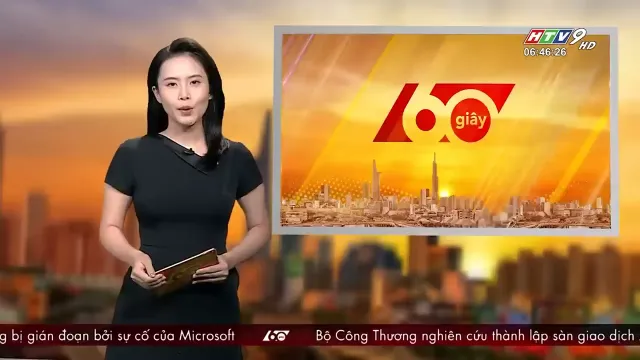 HTV9 HD
06:46:26
60 giây
g bị gián đoạn bởi sự cố của Microsoft 60 Bộ Công Thương nghiên cứu thành lập sàn giao dịch